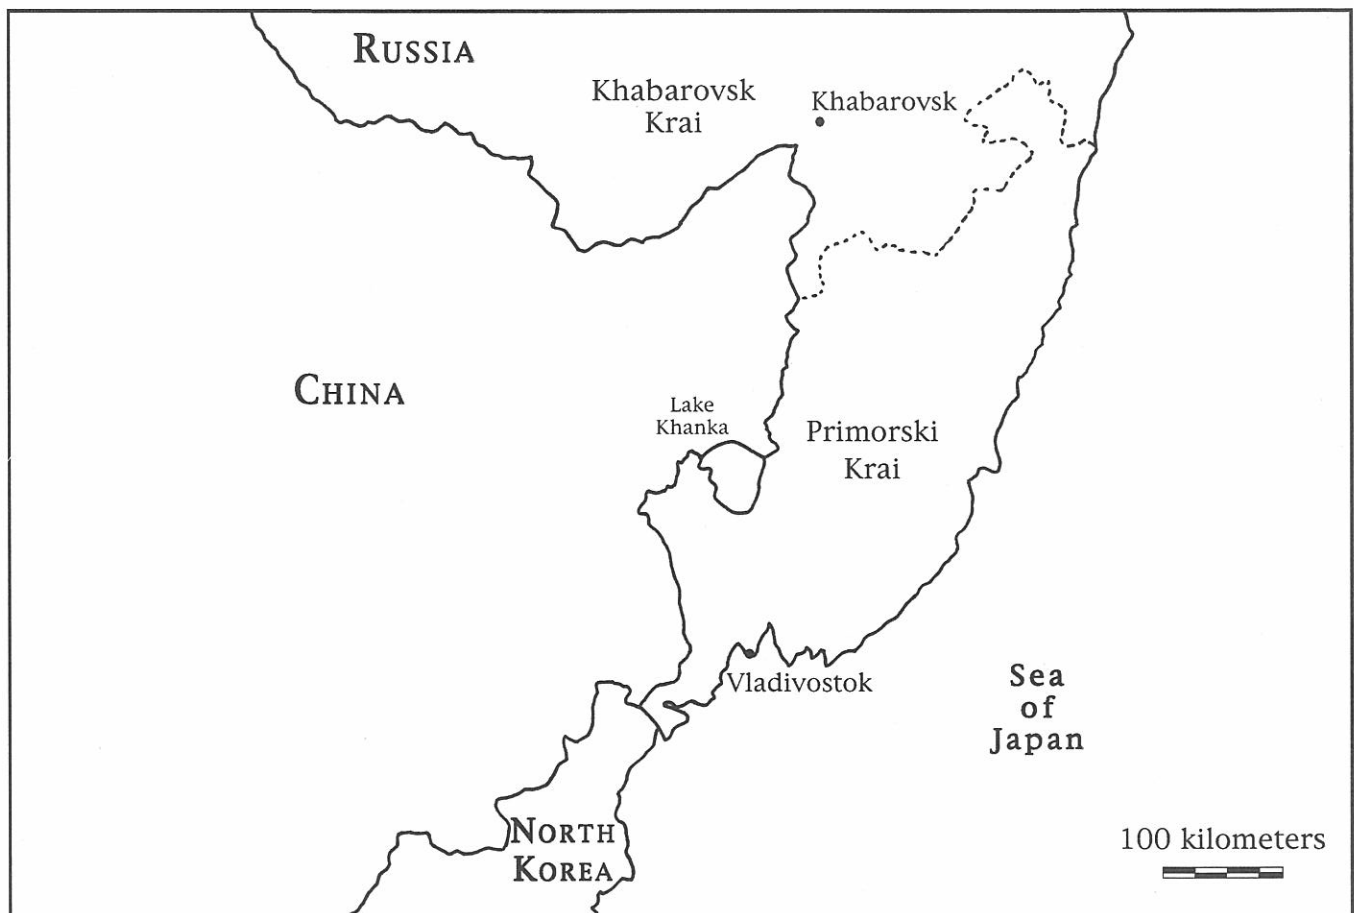 RUSSIA
Khabarovsk
Krai
Khabarovsk
CHINA
Lake
Khanka
Primorski
Krai
Vladivostok
Sea
of
Japan
NORTH
KOREA
100 kilometers